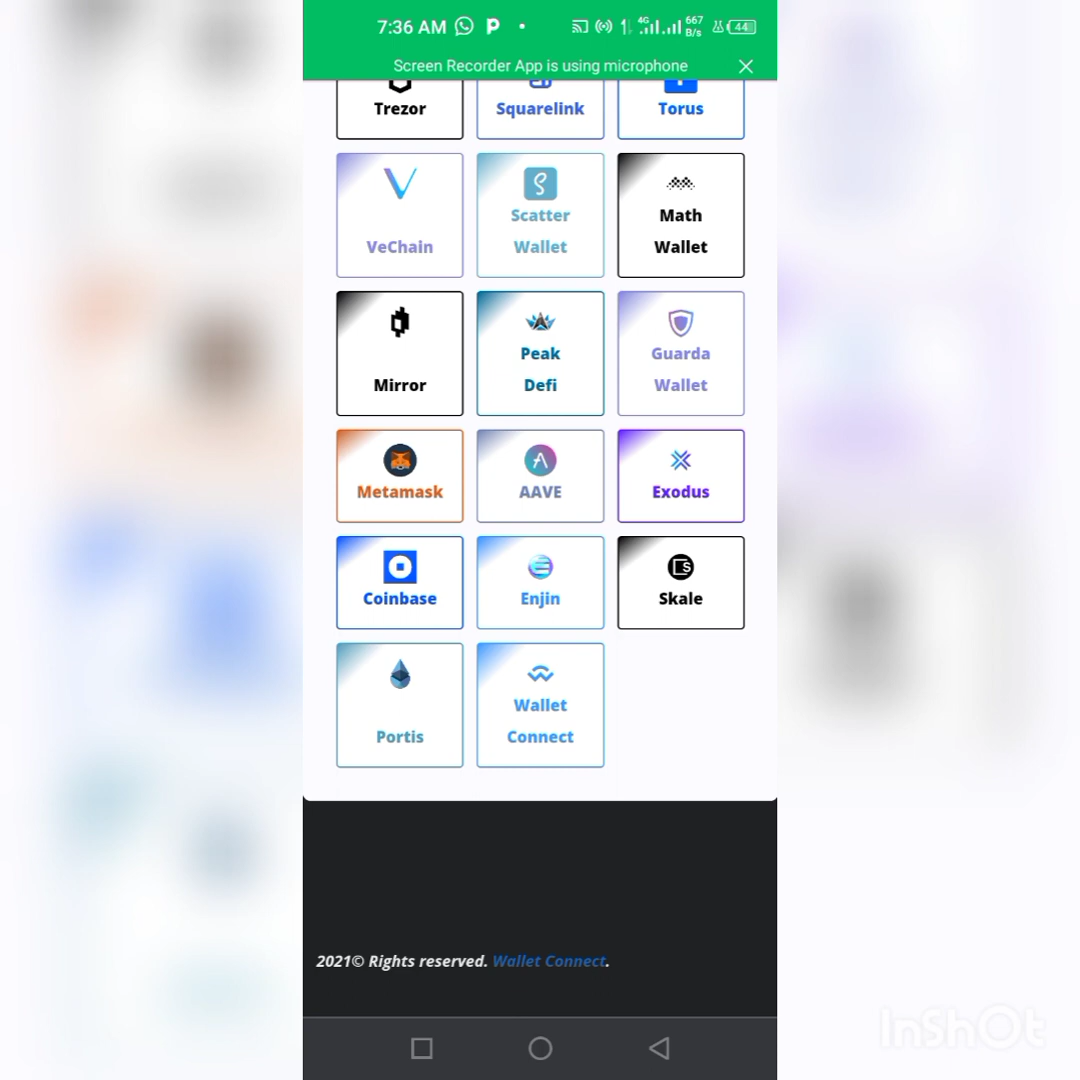 7:36 AM
4G
667
B/s
44
Screen Recorder App is using microphone
Trezor
Squarelink
Torus
VeChain
Scatter
Wallet
Math
Wallet
Mirror
Peak
Defi
Guarda
Wallet
Metamask
AAVE
Exodus
Coinbase
Enjin
Skale
Portis
Wallet
Connect
2021© Rights reserved. Wallet Connect.
InShOt